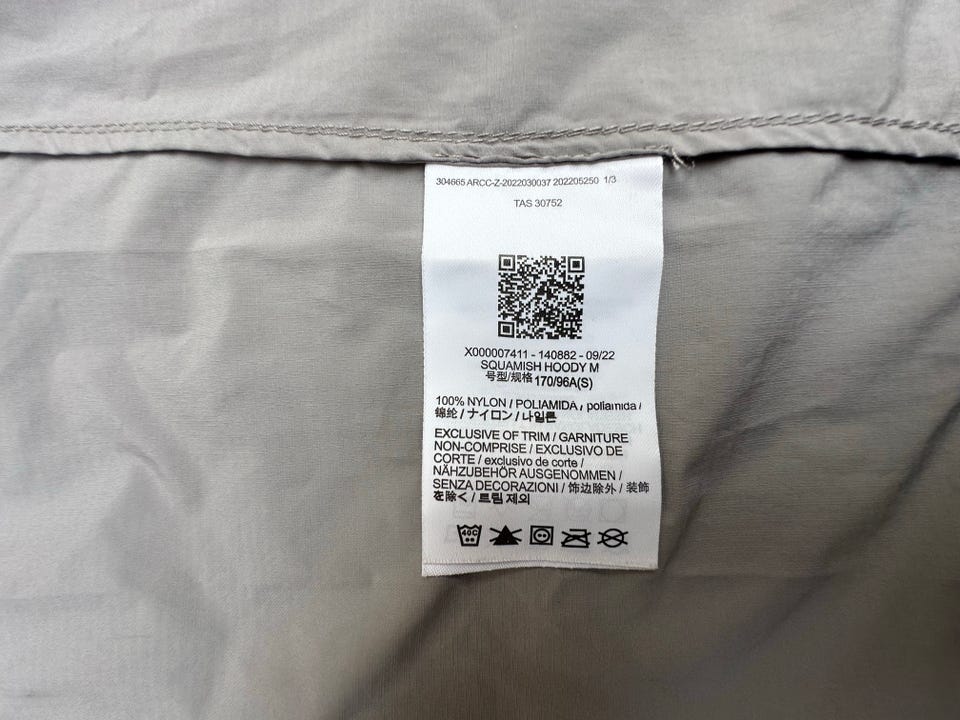 304665 ARCC-Z-2022030037 202205250 1/3
TAS 30752
X000007411 - 140882 - 09/22
SQUAMISH HOODY M
号型/规格 170/96A(S)
100% NYLON / POLIAMIDA / poliamida /
锦纶 / ナイロン / 나일론
EXCLUSIVE OF TRIM / GARNITURE
NON-COMPRISE / EXCLUSIVO DE
CORTE / exclusivo de corte /
NÄHZUBEHÖR AUSGENOMMEN /
SENZA DECORAZIONI / 饰边除外 / 装飾
を除く / 트림 제외
40C